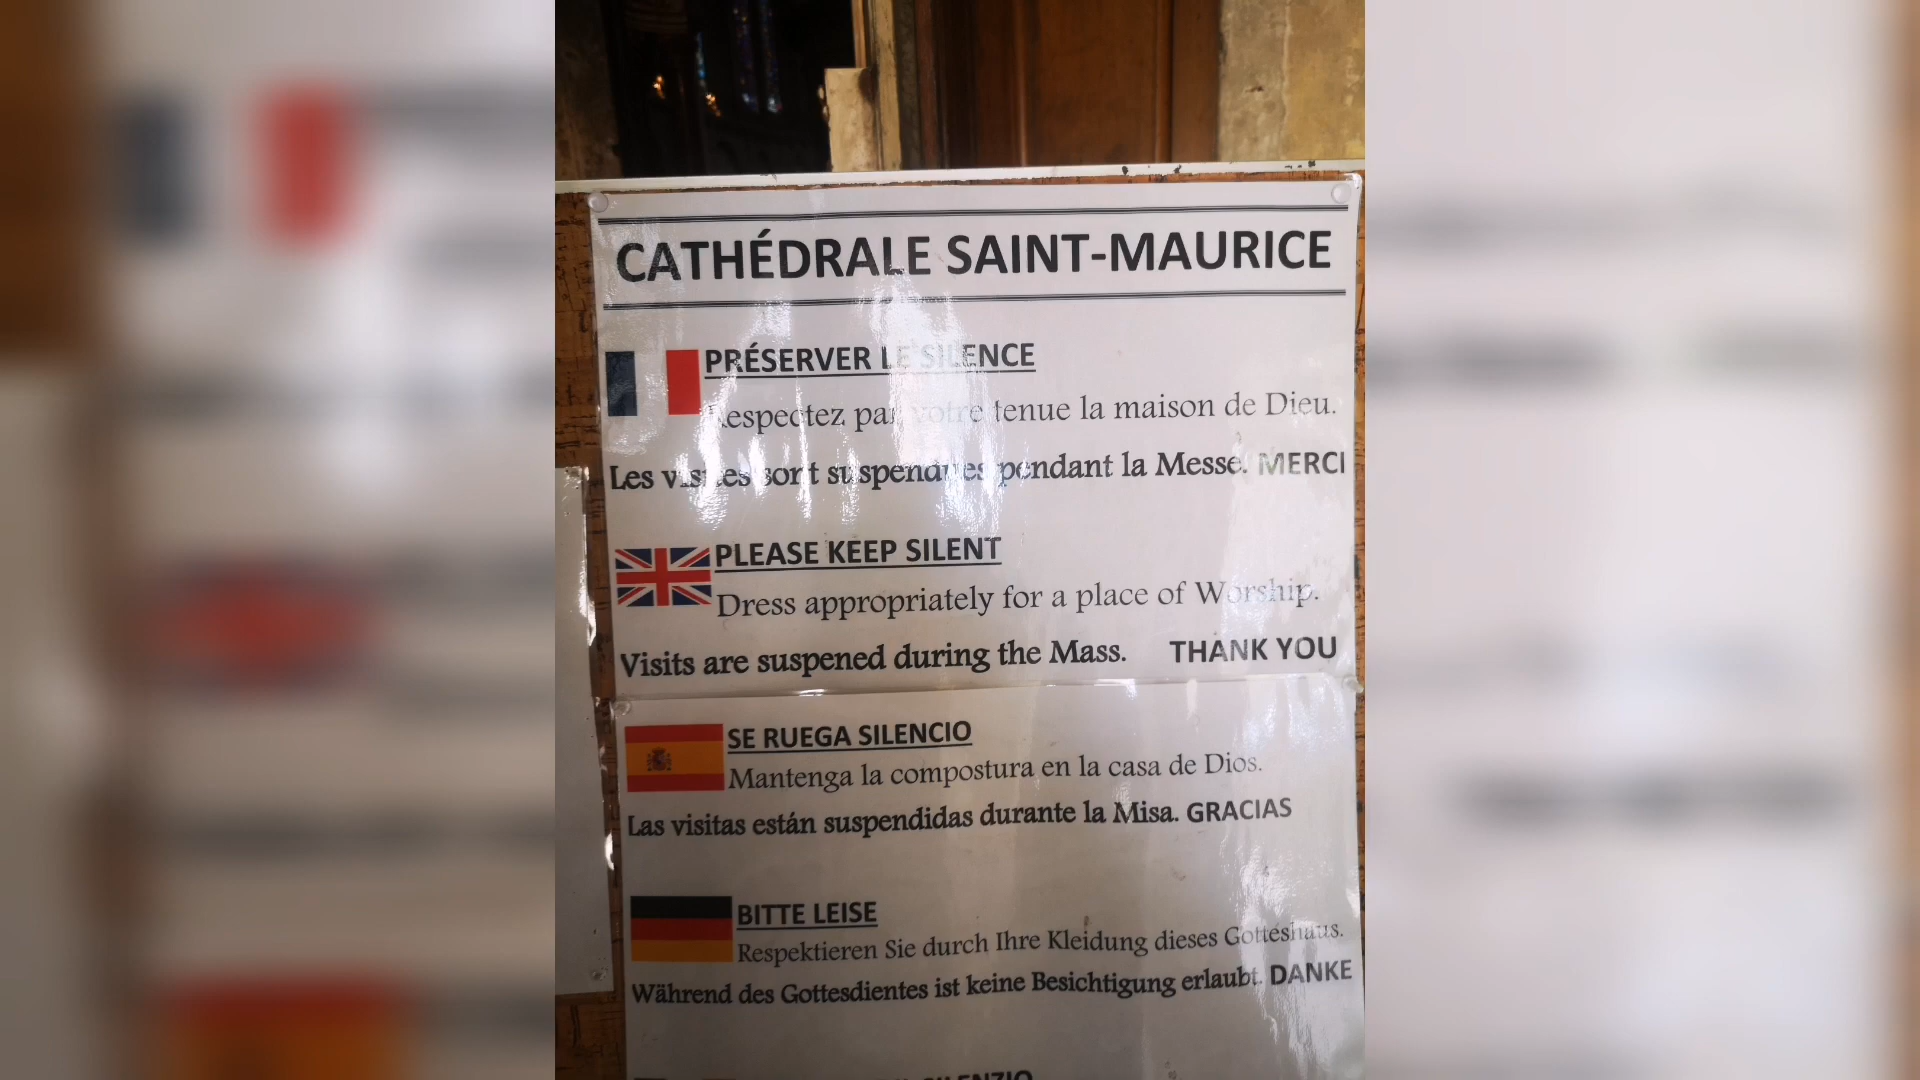 CATHÉDRALE SAINT-MAURICE
PRÉSERVER LE SILENCE
Respectez par votre tenue la maison de Dieu.
Les visites sont suspendues pendant la Messe. MERCI
PLEASE KEEP SILENT
Dress appropriately for a place of Worship.
Visits are suspened during the Mass. THANK YOU
SE RUEGA SILENCIO
Mantenga la compostura en la casa de Dios.
Las visitas están suspendidas durante la Misa. GRACIAS
BITTE LEISE
Respektieren Sie durch Ihre Kleidung dieses Gotteshaus.
Während des Gottesdientes ist keine Besichtigung erlaubt. DANKE